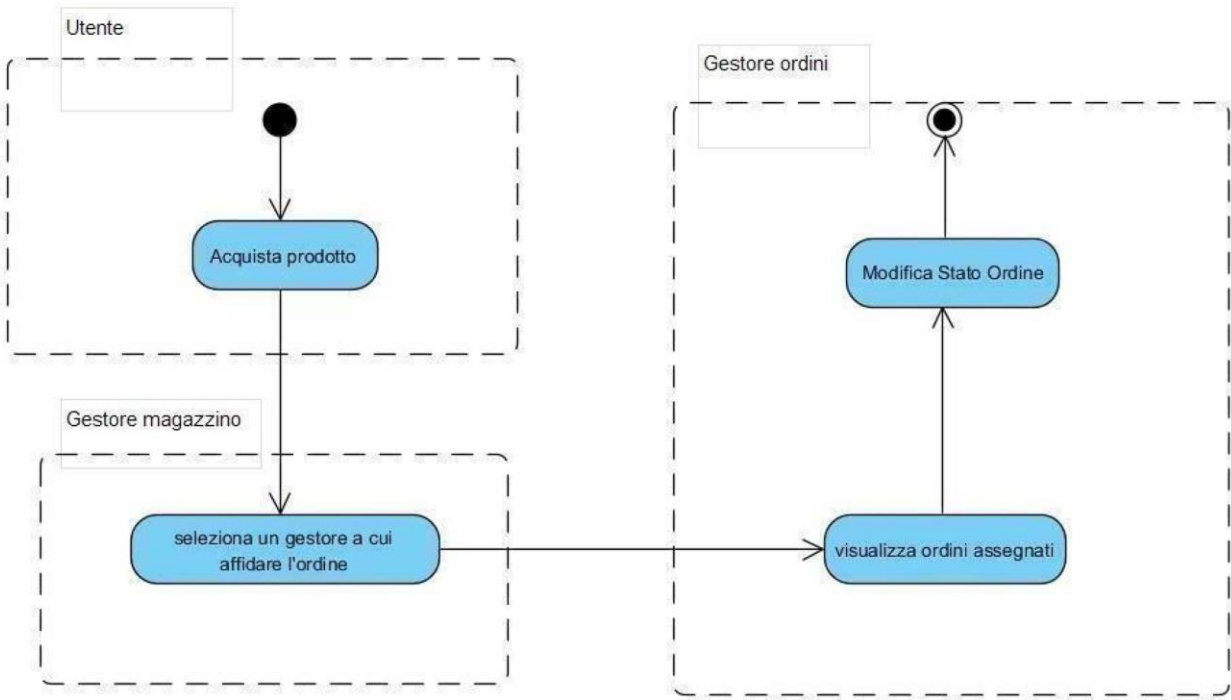 Utente
Acquista prodotto
Gestore magazzino
seleziona un gestore a cui
affidare l'ordine
Gestore ordini
Modifica Stato Ordine
visualizza ordini assegnati